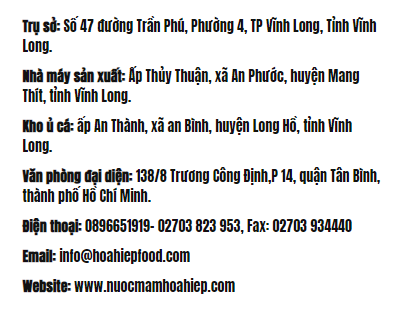 Trụ sở: Số 47 đường Trần Phú, Phường 4, TP Vĩnh Long, Tỉnh Vĩnh
Long.
Nhà máy sản xuất: Ấp Thủy Thuận, xã An Phước, huyện Mang
Thít, tỉnh Vĩnh Long.
Kho ủ cá: ấp An Thành, xã an Bình, huyện Long Hồ, tỉnh Vĩnh
Long.
Văn phòng đại diện: 138/8 Trương Công Định,P 14, quận Tân Bình,
thành phố Hồ Chí Minh.
Điện thoại: 0896651919- 02703 823 953, Fax: 02703 934440
Email: info@hoahiepfood.com
Website: www.nuocmamhoahiep.com